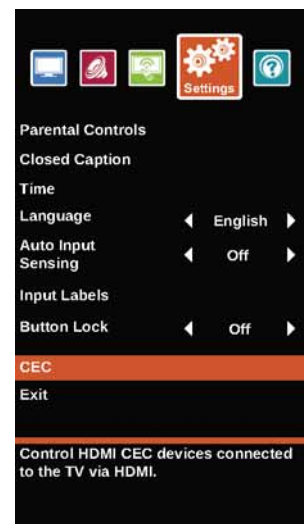 Settings
Parental Controls
Closed Caption
Time
Language English
Auto Input
Sensing Off
Input Labels
Button Lock Off
CEC
Exit
Control HDMI CEC devices connected
to the TV via HDMI.